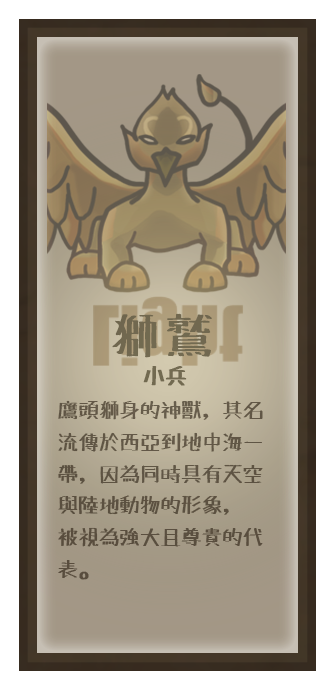 獅鷲
小兵
鷹頭獅身的神獸，其名
流傳於西亞到地中海一
帶，因為同時具有天空
與陸地動物的形象，
被視為強大且尊貴的代
表。